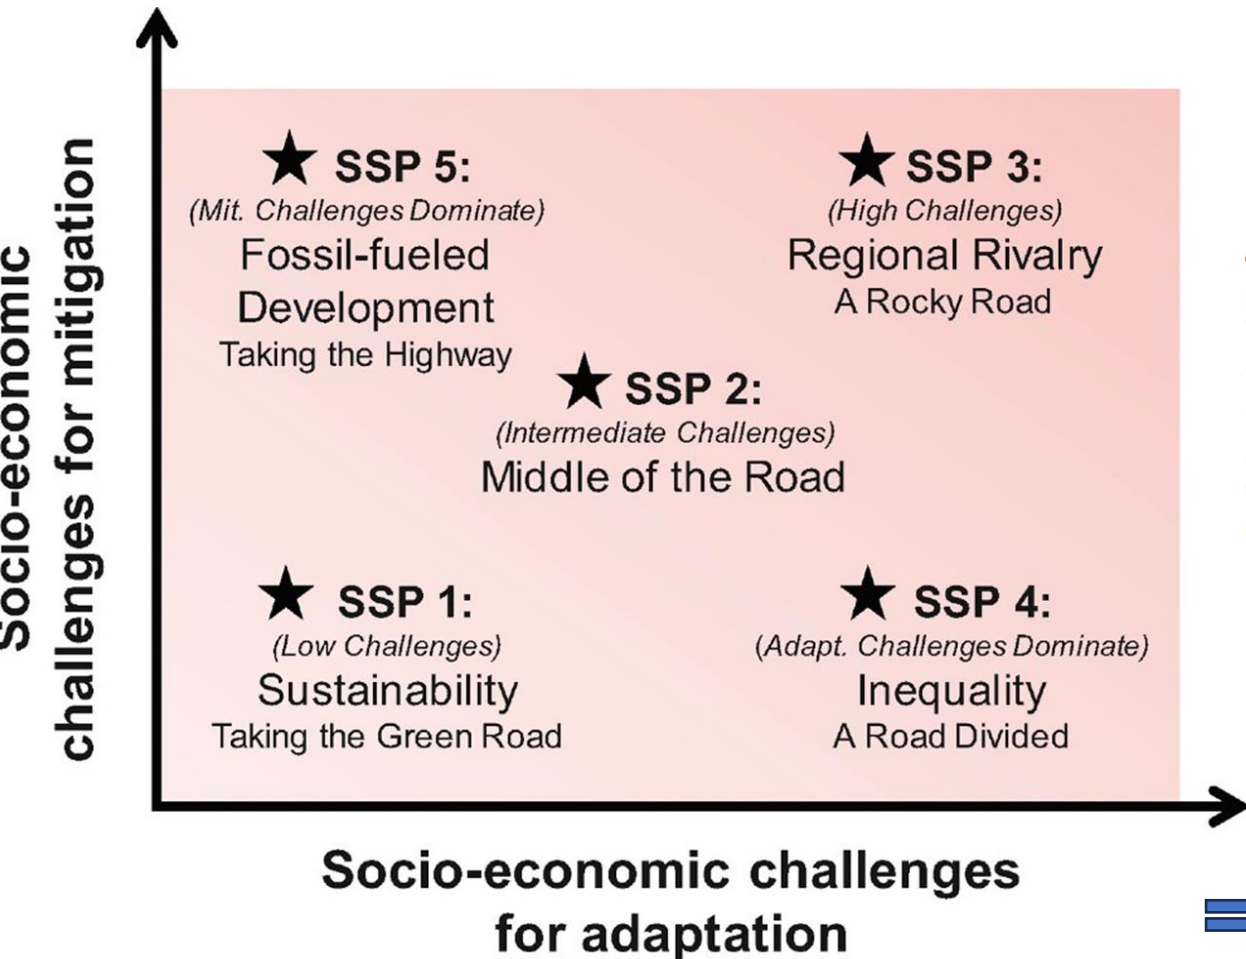 Socio-economic
challenges for mitigation
SSP 5:
(Mit. Challenges Dominate)
Fossil-fueled
Development
Taking the Highway
SSP 3:
(High Challenges)
Regional Rivalry
A Rocky Road
SSP 2:
(Intermediate Challenges)
Middle of the Road
SSP 1:
(Low Challenges)
Sustainability
Taking the Green Road
SSP 4:
(Adapt. Challenges Dominate)
Inequality
A Road Divided
Socio-economic challenges
for adaptation